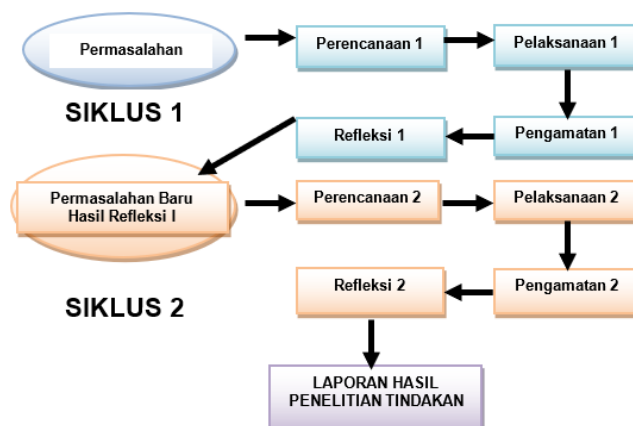 Permasalahan
Perencanaan 1
Pelaksanaan 1
SIKLUS 1
Refleksi 1
Pengamatan 1
Permasalahan Baru
Hasil Refleksi I
Perencanaan 2
Pelaksanaan 2
SIKLUS 2
Refleksi 2
Pengamatan 2
LAPORAN HASIL
PENELITIAN TINDAKAN